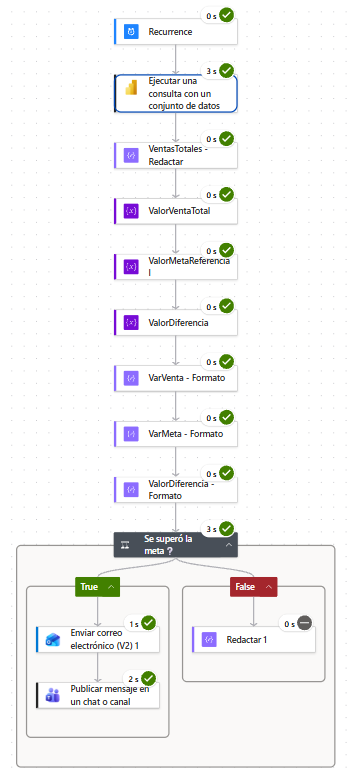 0 s
Recurrence
3 s
Ejecutar una
consulta con un
conjunto de datos
0 s
VentasTotales -
Redactar
0 s
ValorVentaTotal
0 s
ValorMetaReferencia
l
0 s
ValorDiferencia
0 s
VarVenta - Formato
0 s
VarMeta - Formato
0 s
ValorDiferencia -
Formato
3 s
Se superó la
meta ?
True
False
1 s
Enviar correo
electrónico (V2) 1
0 s
Redactar 1
2 s
Publicar mensaje en
un chat o canal